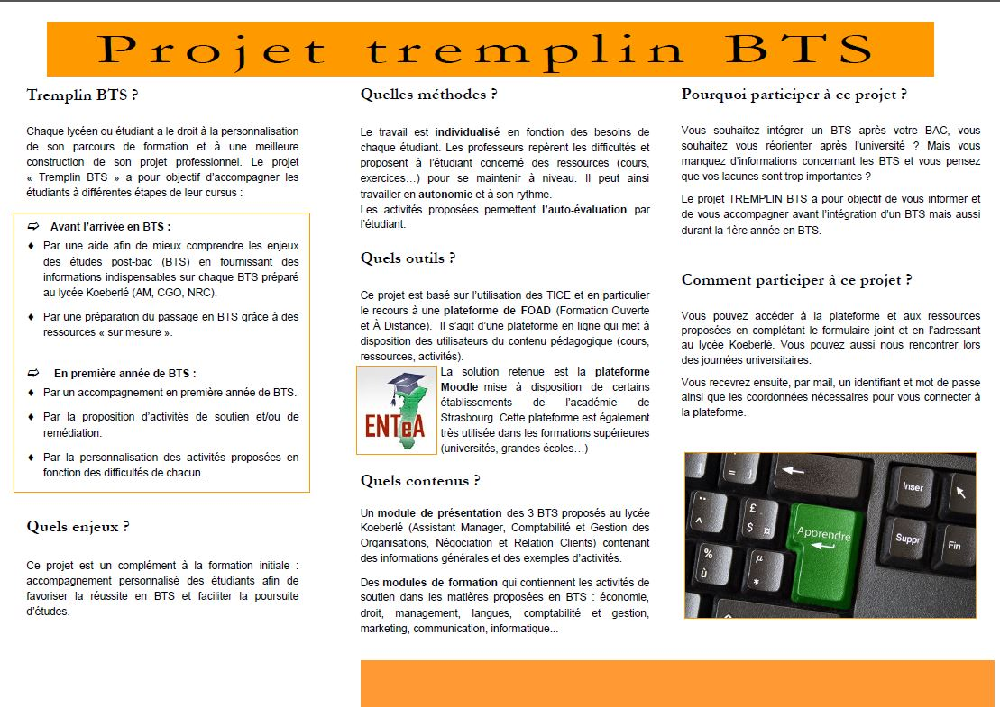 Projet tremplin BTS
Tremplin BTS ?
Chaque lycéen ou étudiant a le droit à la personnalisation
de son parcours de formation et à une meilleure
construction de son projet professionnel. Le projet
« Tremplin BTS » a pour objectif d'accompagner les
étudiants à différentes étapes de leur cursus :
➩ Avant l'arrivée en BTS :
♦ Par une aide afin de mieux comprendre les enjeux
des études post-bac (BTS) en fournissant des
informations indispensables sur chaque BTS préparé
au lycée Koeberlé (AM, CGO, NRC).
♦ Par une préparation du passage en BTS grâce à des
ressources « sur mesure ».
➩ En première année de BTS :
♦ Par un accompagnement en première année de BTS.
♦ Par la proposition d'activités de soutien et/ou de
remédiation.
♦ Par la personnalisation des activités proposées en
fonction des difficultés de chacun.
Quels enjeux ?
Ce projet est un complément à la formation initiale :
accompagnement personnalisé des étudiants afin de
favoriser la réussite en BTS et faciliter la poursuite
d'études.
Quelles méthodes ?
Le travail est individualisé en fonction des besoins de
chaque étudiant. Les professeurs repèrent les difficultés et
proposent à l'étudiant concerné des ressources (cours,
exercices…) pour se maintenir à niveau. Il peut ainsi
travailler en autonomie et à son rythme.
Les activités proposées permettent l'auto-évaluation par
l'étudiant.
Quels outils ?
Ce projet est basé sur l'utilisation des TICE et en particulier
le recours à une plateforme de FOAD (Formation Ouverte
et À Distance). Il s'agit d'une plateforme en ligne qui met à
disposition des utilisateurs du contenu pédagogique (cours,
ressources, activités).
ENTeA
La solution retenue est la plateforme
Moodle mise à disposition de certains
établissements de l'académie de
Strasbourg. Cette plateforme est également
très utilisée dans les formations supérieures
(universités, grandes écoles…)
Quels contenus ?
Un module de présentation des 3 BTS proposés au lycée
Koeberlé (Assistant Manager, Comptabilité et Gestion des
Organisations, Négociation et Relation Clients) contenant
des informations générales et des exemples d'activités.
Des modules de formation qui contiennent les activités de
soutien dans les matières proposées en BTS : économie,
droit, management, langues, comptabilité et gestion,
marketing, communication, informatique...
Pourquoi participer à ce projet ?
Vous souhaitez intégrer un BTS après votre BAC, vous
souhaitez vous réorienter après l'université ? Mais vous
manquez d'informations concernant les BTS et vous pensez
que vos lacunes sont trop importantes ?
Le projet TREMPLIN BTS a pour objectif de vous informer et
de vous accompagner avant l'intégration d'un BTS mais aussi
durant la 1ère année en BTS.
Comment participer à ce projet ?
Vous pouvez accéder à la plateforme et aux ressources
proposées en complétant le formulaire joint et en l'adressant
au lycée Koeberlé. Vous pouvez aussi nous rencontrer lors
des journées universitaires.
Vous recevrez ensuite, par mail, un identifiant et mot de passe
ainsi que les coordonnées nécessaires pour vous connecter à
la plateforme.
= }
Inser
¨ ^
£ $ ¤
Apprendre
Suppr
Fin
% ù
µ *